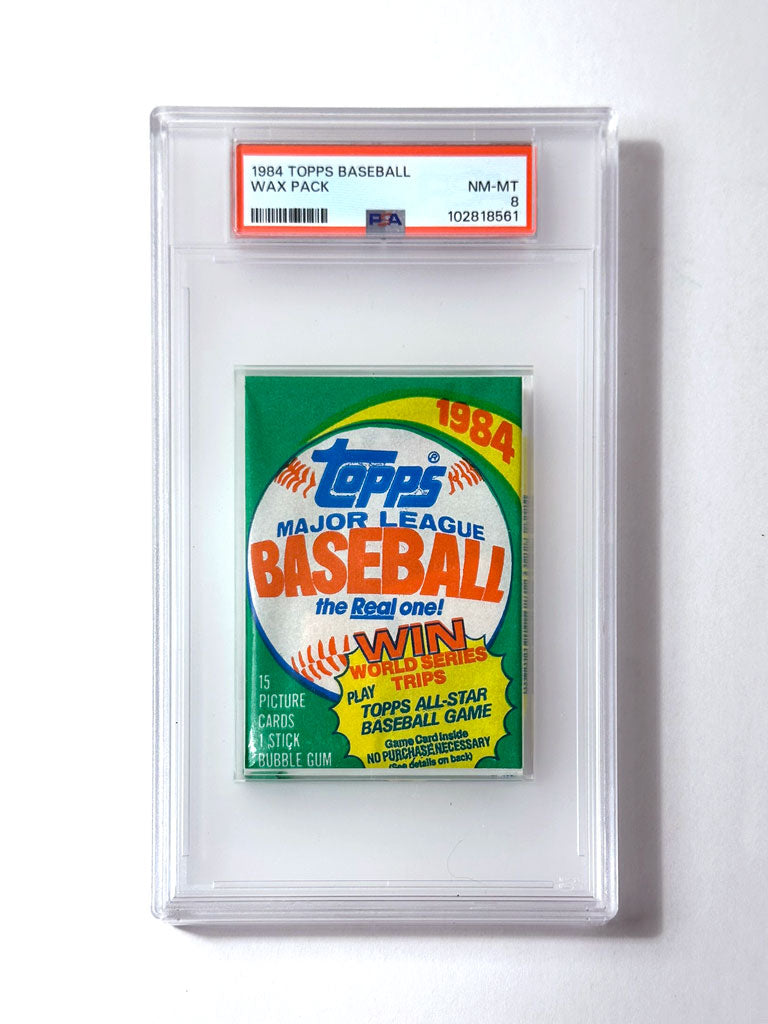 1984 TOPPS BASEBALL
WAX PACK
NM-MT
8
PSA
102818561
1984
Topps®
MAJOR LEAGUE
BASEBALL
the Real one!
WIN
WORLD SERIES
TRIPS
PLAY
TOPPS ALL-STAR
BASEBALL GAME
Game Card Inside
NO PURCHASE NECESSARY
(See details on back)
15
PICTURE
CARDS
1 STICK
BUBBLE GUM